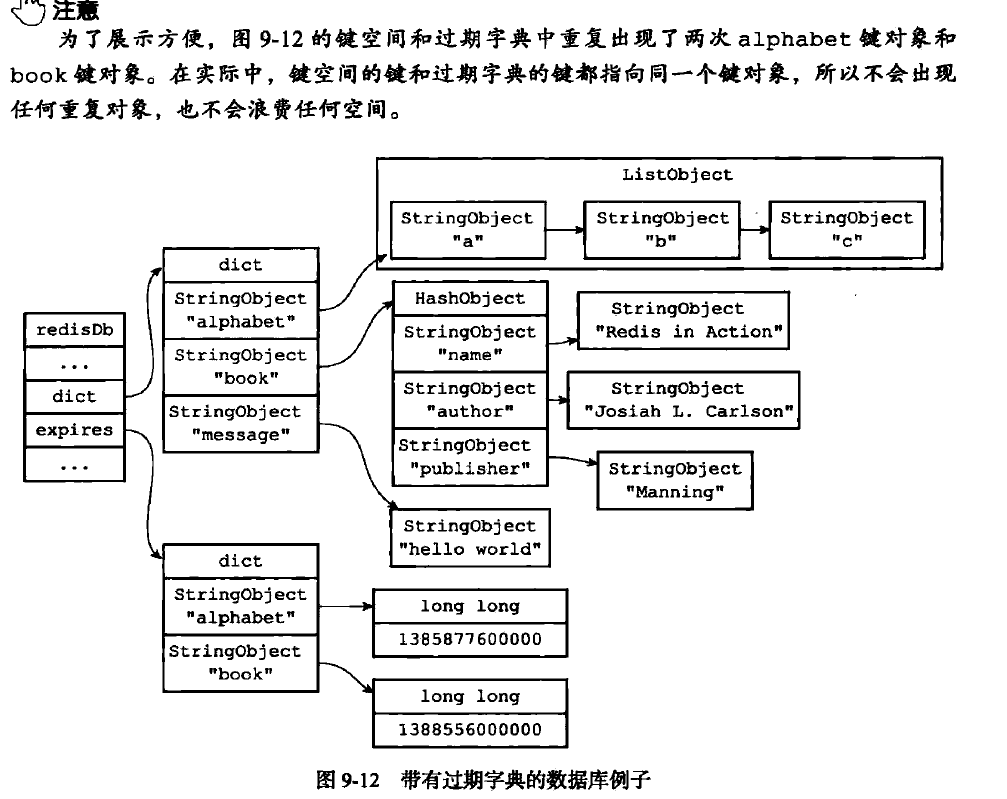 注意
为了展示方便，图 9-12 的键空间和过期字典中重复出现了两次 alphabet 键对象和
book 键对象。在实际中，键空间的键和过期字典的键都指向同一个键对象，所以不会出现
任何重复对象，也不会浪费任何空间。
ListObject
StringObject
"a"
StringObject
"b"
StringObject
"c"
redisDb
...
dict
expires
...
dict
StringObject
"alphabet"
StringObject
"book"
StringObject
"message"
HashObject
StringObject
"name"
StringObject
"author"
StringObject
"publisher"
StringObject
"Redis in Action"
StringObject
"Josiah L. Carlson"
StringObject
"Manning"
StringObject
"hello world"
dict
StringObject
"alphabet"
StringObject
"book"
long long
1385877600000
long long
1388556000000
图 9-12 带有过期字典的数据库例子